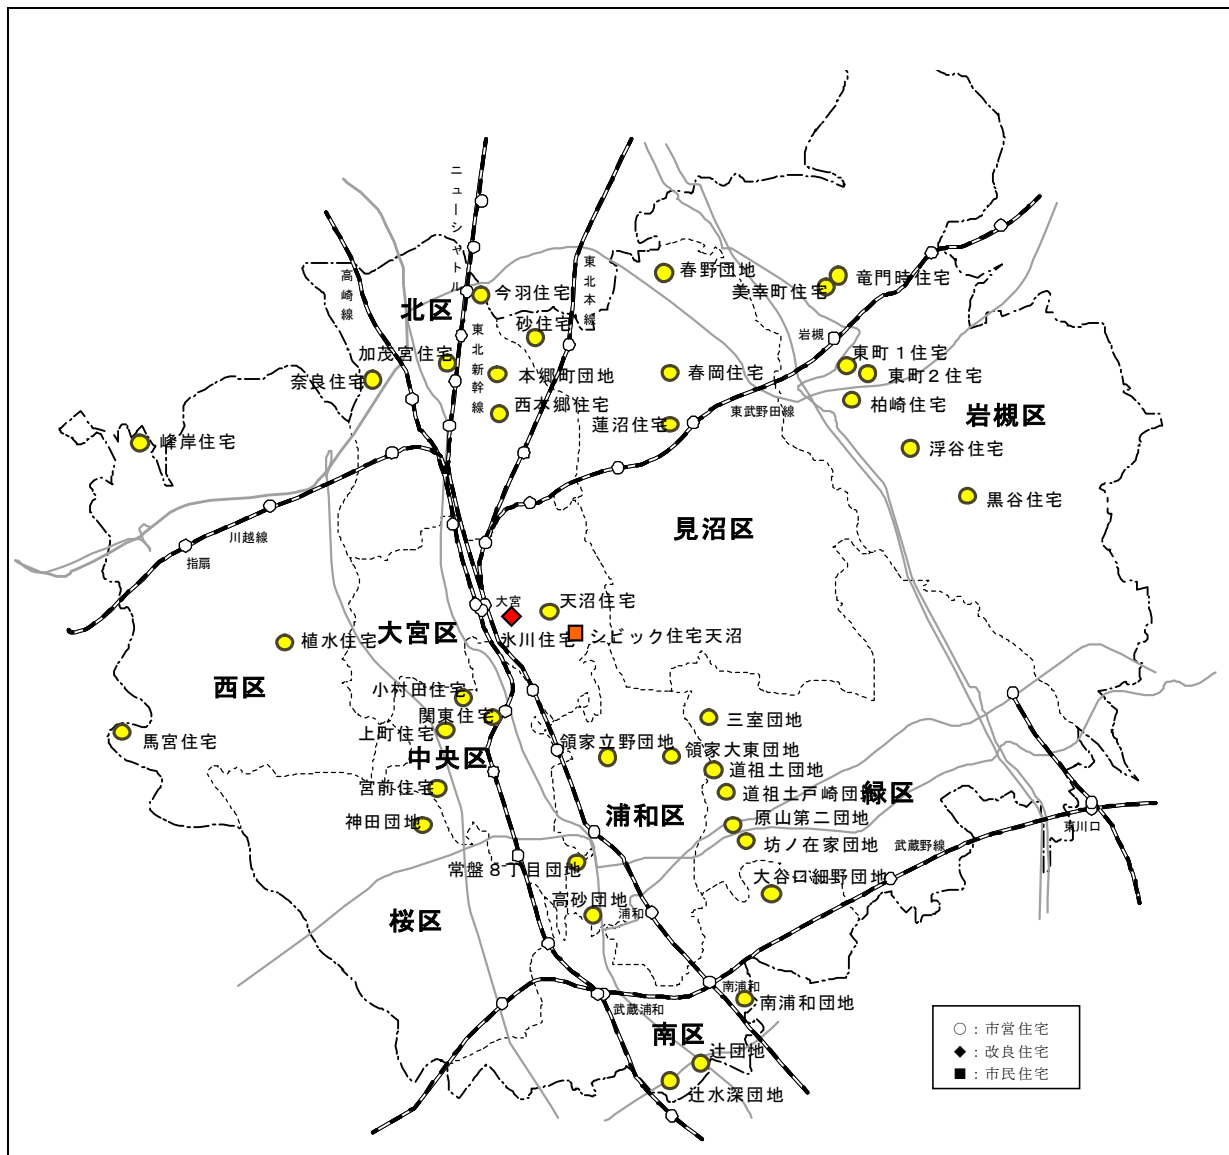 ニューシャトル
高崎線
東北本線
春野団地
竜門時住宅
美幸町住宅
今羽住宅
北区
砂住宅
東北新幹線
岩槻
加茂宮住宅
東町１住宅
奈良住宅
本郷町団地
春岡住宅
東町２住宅
西本郷住宅
東武野田線
柏崎住宅
岩槻区
蓮沼住宅
峰岸住宅
浮谷住宅
黒谷住宅
見沼区
川越線
指扇
大宮
天沼住宅
大宮区
氷川住宅
シビック住宅天沼
植水住宅
西区
小村田住宅
関東住宅
三室団地
上町住宅
馬宮住宅
領家立野団地
領家大東団地
中央区
道祖土団地
宮前住宅
道祖土戸崎団地
緑区
浦和区
神田団地
原山第二団地
東川口
坊ノ在家団地
武蔵野線
常盤８丁目団地
大谷口細野団地
高砂団地
浦和
桜区
南浦和
南浦和団地
武蔵浦和
南区
辻団地
辻水深団地
○：市営住宅
◆：改良住宅
■：市民住宅